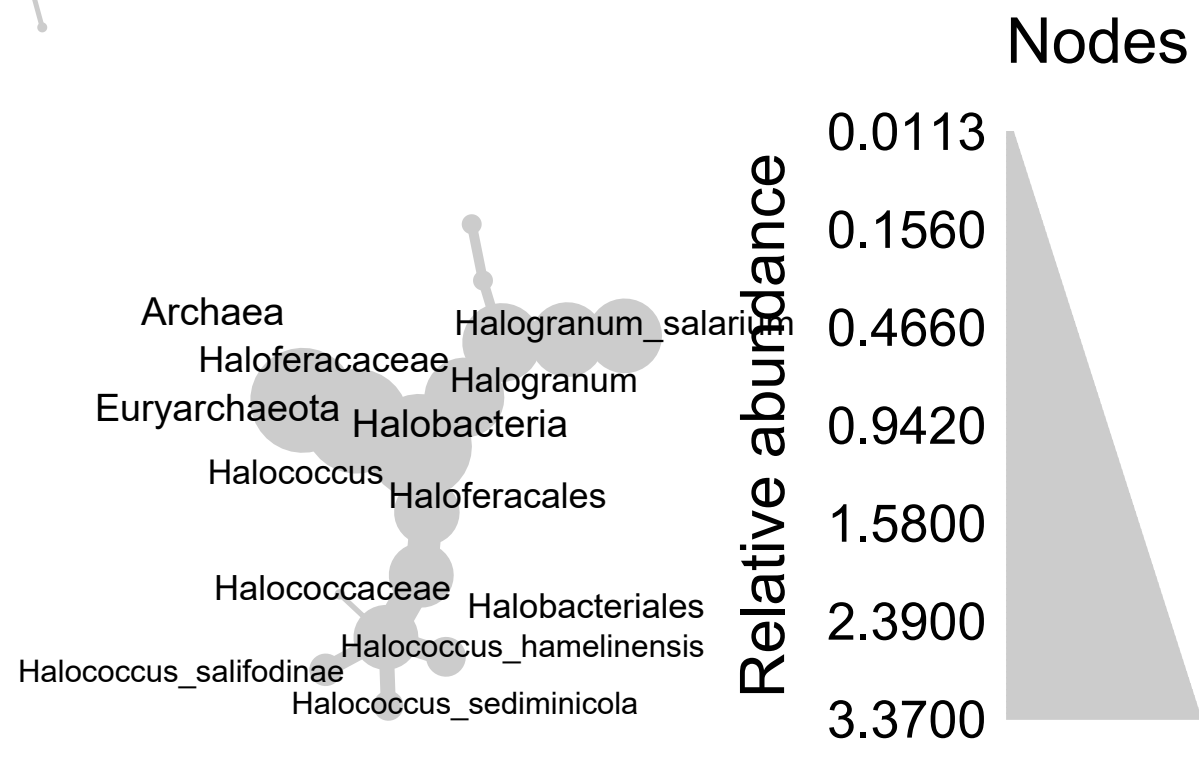 Nodes
0.0113
0.1560
Archaea
Halogranum_salarium
0.4660
Haloferacaceae
Halogranum
Euryarchaeota
Halobacteria
0.9420
Relative abundance
Halococcus
Haloferacales
1.5800
Halococcaceae
Halobacteriales
2.3900
Halococcus_hamelinensis
Halococcus_salifodinae
Halococcus_sediminicola
3.3700